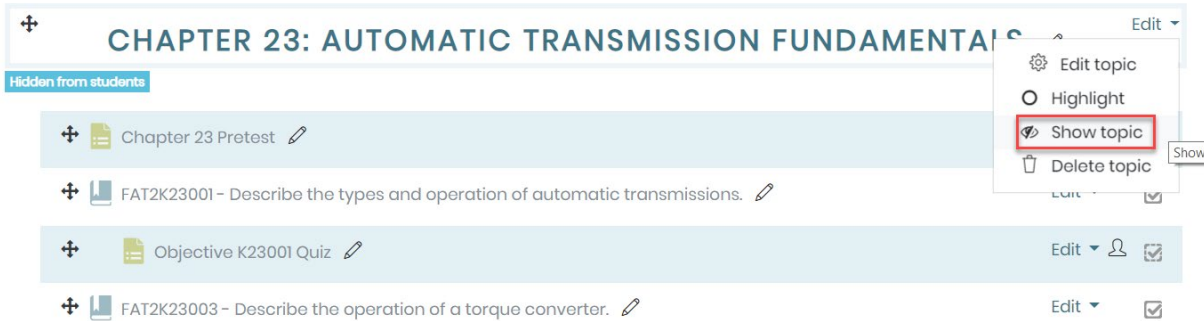 Edit
CHAPTER 23: AUTOMATIC TRANSMISSION FUNDAMENTALS
Hidden from students
Edit topic
Highlight
Show topic
Show
Delete topic
Chapter 23 Pretest
FAT2K23001 - Describe the types and operation of automatic transmissions.
Edit
Objective K23001 Quiz
Edit
FAT2K23003 - Describe the operation of a torque converter.
Edit